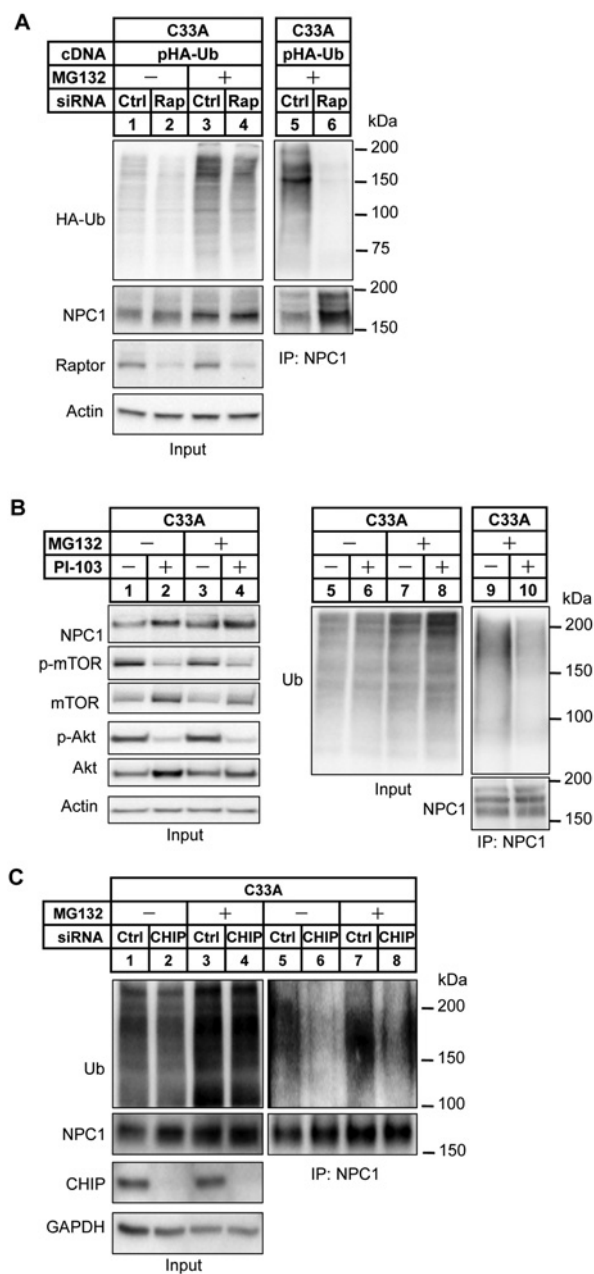 A
C33A C33A
cDNA pHA-Ub pHA-Ub
MG132 − + +
siRNA Ctrl Rap Ctrl Rap Ctrl Rap
1 2 3 4 5 6 kDa
200
HA-Ub 150
100
75
NPC1 200
150
Raptor IP: NPC1
Actin
Input
B
C33A C33A C33A
MG132 − + − + +
PI-103 − + − + − + − + − +
1 2 3 4 5 6 7 8 9 10 kDa
NPC1 200
p-mTOR Ub 150
mTOR 100
p-Akt
Akt Input 200
Actin NPC1 150
Input IP: NPC1
C
C33A
MG132 − + − +
siRNA Ctrl CHIP Ctrl CHIP Ctrl CHIP Ctrl CHIP
1 2 3 4 5 6 7 8
kDa
200
Ub 150
100
NPC1 150
CHIP IP: NPC1
GAPDH
Input